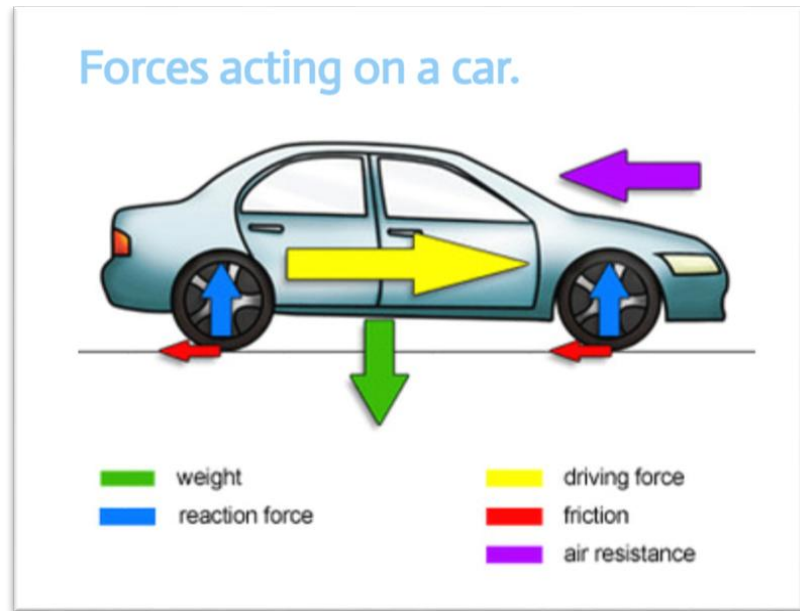 Forces acting on a car.
weight
reaction force
driving force
friction
air resistance